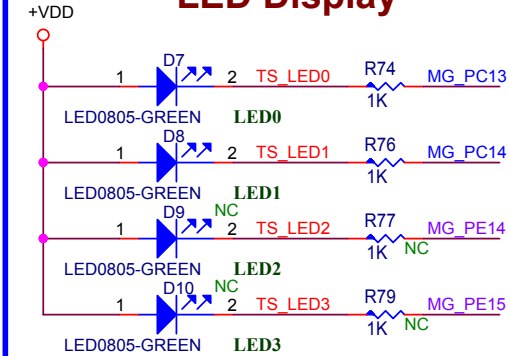 LED Display
+VDD
D7
1 2 TS_LED0 R74 MG_PC13
1K
LED0805-GREEN LED0
D8
1 2 TS_LED1 R76 MG_PC14
1K
LED0805-GREEN LED1
D9 NC
1 2 TS_LED2 R77 MG_PE14
1K NC
LED0805-GREEN LED2
D10 NC
1 2 TS_LED3 R79 MG_PE15
1K NC
LED0805-GREEN LED3